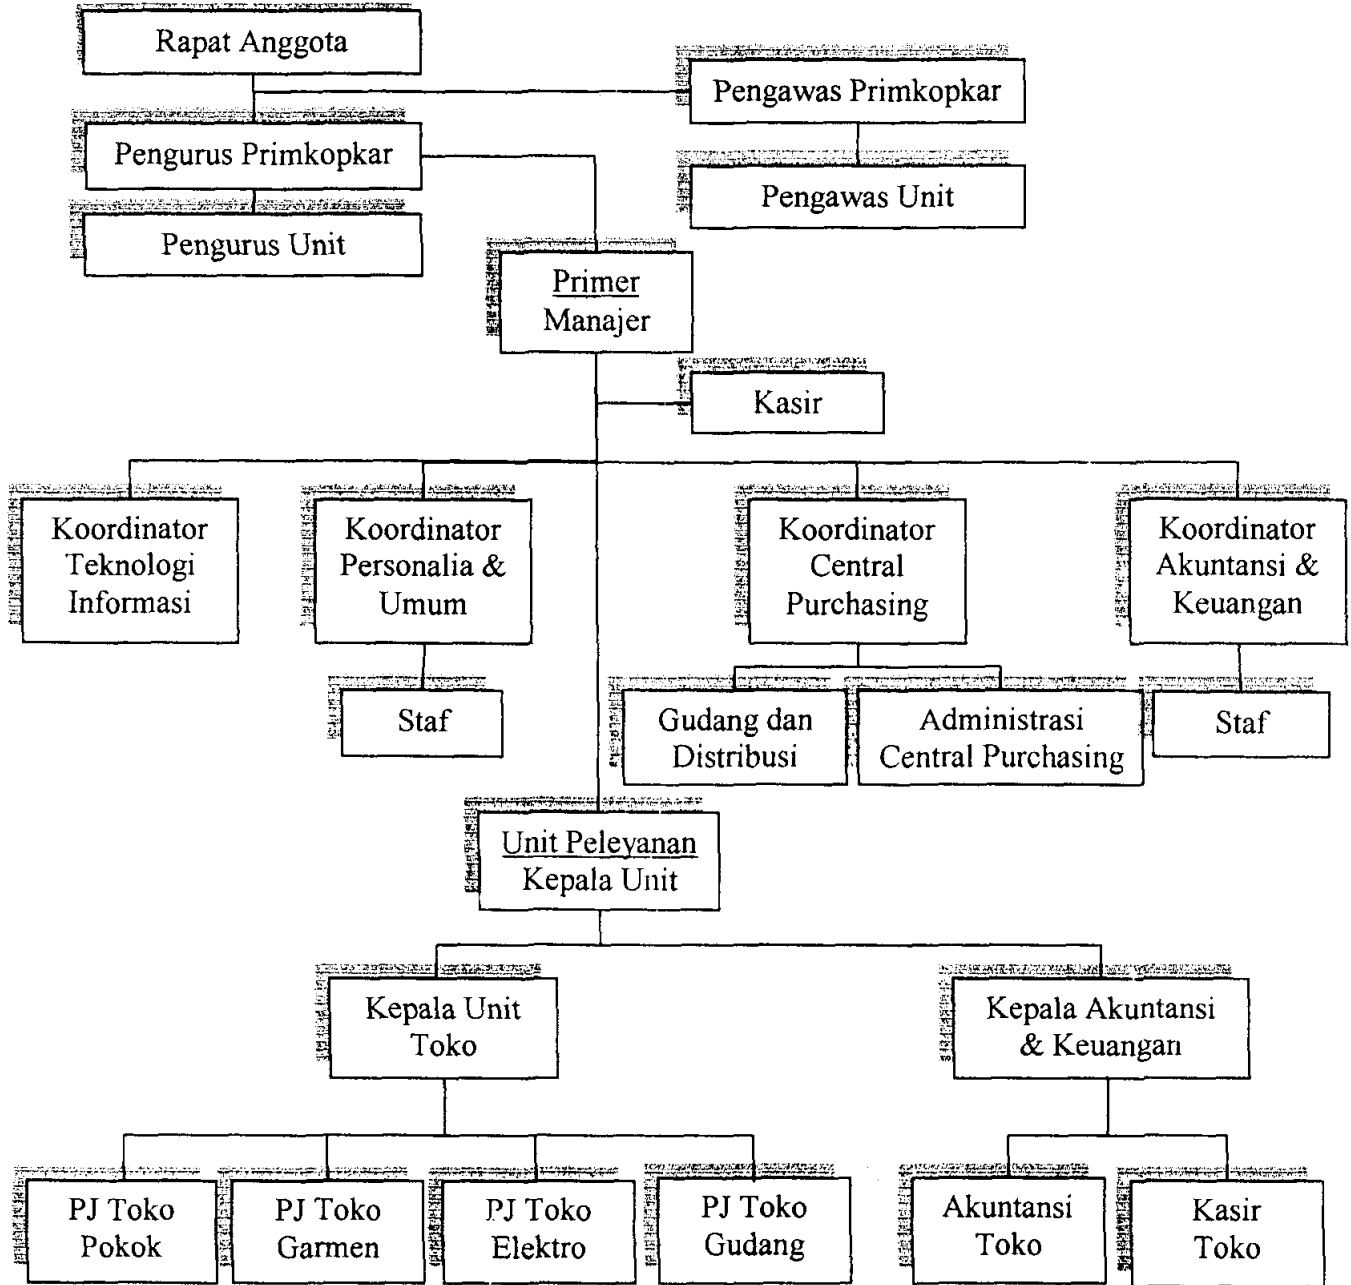 Rapat Anggota
Pengawas Primkopkar
Pengurus Primkopkar
Pengawas Unit
Pengurus Unit
Primer
Manajer
Kasir
Koordinator
Teknologi
Informasi
Koordinator
Personalia &
Umum
Koordinator
Central
Purchasing
Koordinator
Akuntansi &
Keuangan
Staf
Gudang dan
Distribusi
Administrasi
Central Purchasing
Staf
Unit Peleyanan
Kepala Unit
Kepala Unit
Toko
Kepala Akuntansi
& Keuangan
PJ Toko
Pokok
PJ Toko
Garmen
PJ Toko
Elektro
PJ Toko
Gudang
Akuntansi
Toko
Kasir
Toko